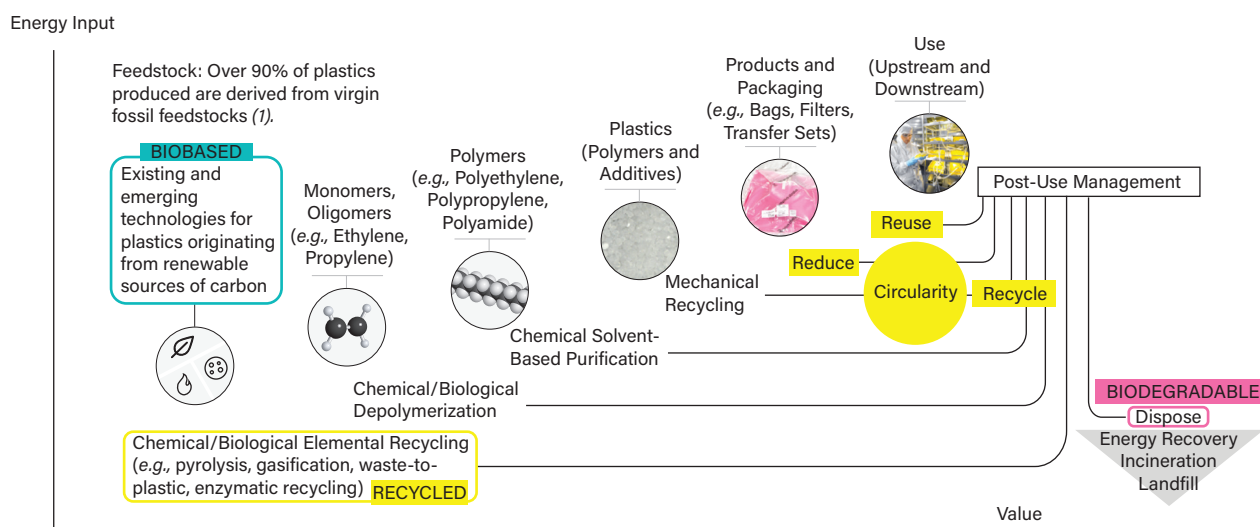 Energy Input
Feedstock: Over 90% of plastics
produced are derived from virgin
fossil feedstocks (1).
BIOBASED
Existing and
emerging
technologies for
plastics originating
from renewable
sources of carbon
Monomers,
Oligomers
(e.g., Ethylene,
Propylene)
Polymers
(e.g., Polyethylene,
Polypropylene,
Polyamide)
Plastics
(Polymers and
Additives)
Products and
Packaging
(e.g., Bags, Filters,
Transfer Sets)
Use
(Upstream and
Downstream)
Post-Use Management
Reuse
Reduce
Circularity
Recycle
Mechanical
Recycling
Chemical Solvent-
Based Purification
Chemical/Biological
Depolymerization
Chemical/Biological Elemental Recycling
(e.g., pyrolysis, gasification, waste-to-
plastic, enzymatic recycling) RECYCLED
BIODEGRADABLE
Dispose
Energy Recovery
Incineration
Landfill
Value